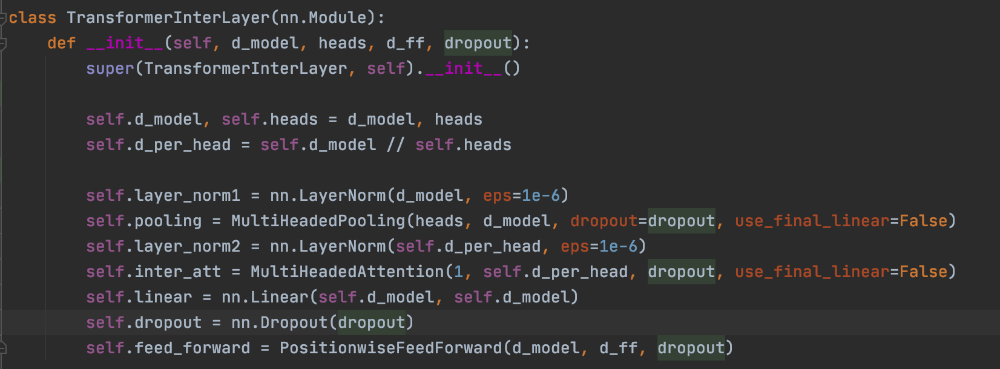 class TransformerInterLayer(nn.Module):
    def __init__(self, d_model, heads, d_ff, dropout):
        super(TransformerInterLayer, self).__init__()
        self.d_model, self.heads = d_model, heads
        self.d_per_head = self.d_model // self.heads
        self.layer_norm1 = nn.LayerNorm(d_model, eps=1e-6)
        self.pooling = MultiHeadedPooling(heads, d_model, dropout=dropout, use_final_linear=False)
        self.layer_norm2 = nn.LayerNorm(self.d_per_head, eps=1e-6)
        self.inter_att = MultiHeadedAttention(1, self.d_per_head, dropout, use_final_linear=False)
        self.linear = nn.Linear(self.d_model, self.d_model)
        self.dropout = nn.Dropout(dropout)
        self.feed_forward = PositionwiseFeedForward(d_model, d_ff, dropout)